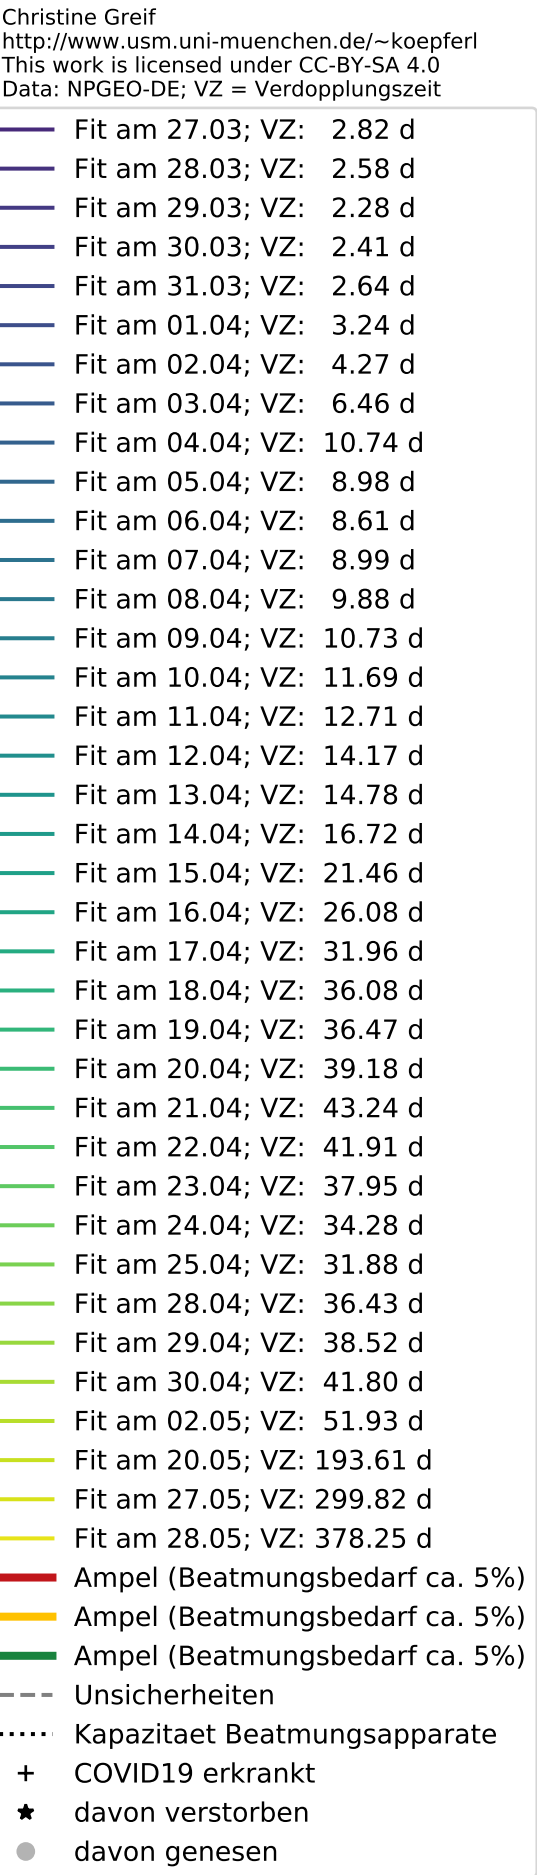 Christine Greif
http://www.usm.uni-muenchen.de/~koepferl
This work is licensed under CC-BY-SA 4.0
Data: NPGEO-DE; VZ = Verdopplungszeit
Fit am 27.03; VZ: 2.82 d
Fit am 28.03; VZ: 2.58 d
Fit am 29.03; VZ: 2.28 d
Fit am 30.03; VZ: 2.41 d
Fit am 31.03; VZ: 2.64 d
Fit am 01.04; VZ: 3.24 d
Fit am 02.04; VZ: 4.27 d
Fit am 03.04; VZ: 6.46 d
Fit am 04.04; VZ: 10.74 d
Fit am 05.04; VZ: 8.98 d
Fit am 06.04; VZ: 8.61 d
Fit am 07.04; VZ: 8.99 d
Fit am 08.04; VZ: 9.88 d
Fit am 09.04; VZ: 10.73 d
Fit am 10.04; VZ: 11.69 d
Fit am 11.04; VZ: 12.71 d
Fit am 12.04; VZ: 14.17 d
Fit am 13.04; VZ: 14.78 d
Fit am 14.04; VZ: 16.72 d
Fit am 15.04; VZ: 21.46 d
Fit am 16.04; VZ: 26.08 d
Fit am 17.04; VZ: 31.96 d
Fit am 18.04; VZ: 36.08 d
Fit am 19.04; VZ: 36.47 d
Fit am 20.04; VZ: 39.18 d
Fit am 21.04; VZ: 43.24 d
Fit am 22.04; VZ: 41.91 d
Fit am 23.04; VZ: 37.95 d
Fit am 24.04; VZ: 34.28 d
Fit am 25.04; VZ: 31.88 d
Fit am 28.04; VZ: 36.43 d
Fit am 29.04; VZ: 38.52 d
Fit am 30.04; VZ: 41.80 d
Fit am 02.05; VZ: 51.93 d
Fit am 20.05; VZ: 193.61 d
Fit am 27.05; VZ: 299.82 d
Fit am 28.05; VZ: 378.25 d
Ampel (Beatmungsbedarf ca. 5%)
Ampel (Beatmungsbedarf ca. 5%)
Ampel (Beatmungsbedarf ca. 5%)
Unsicherheiten
Kapazitaet Beatmungsapparate
COVID19 erkrankt
davon verstorben
davon genesen